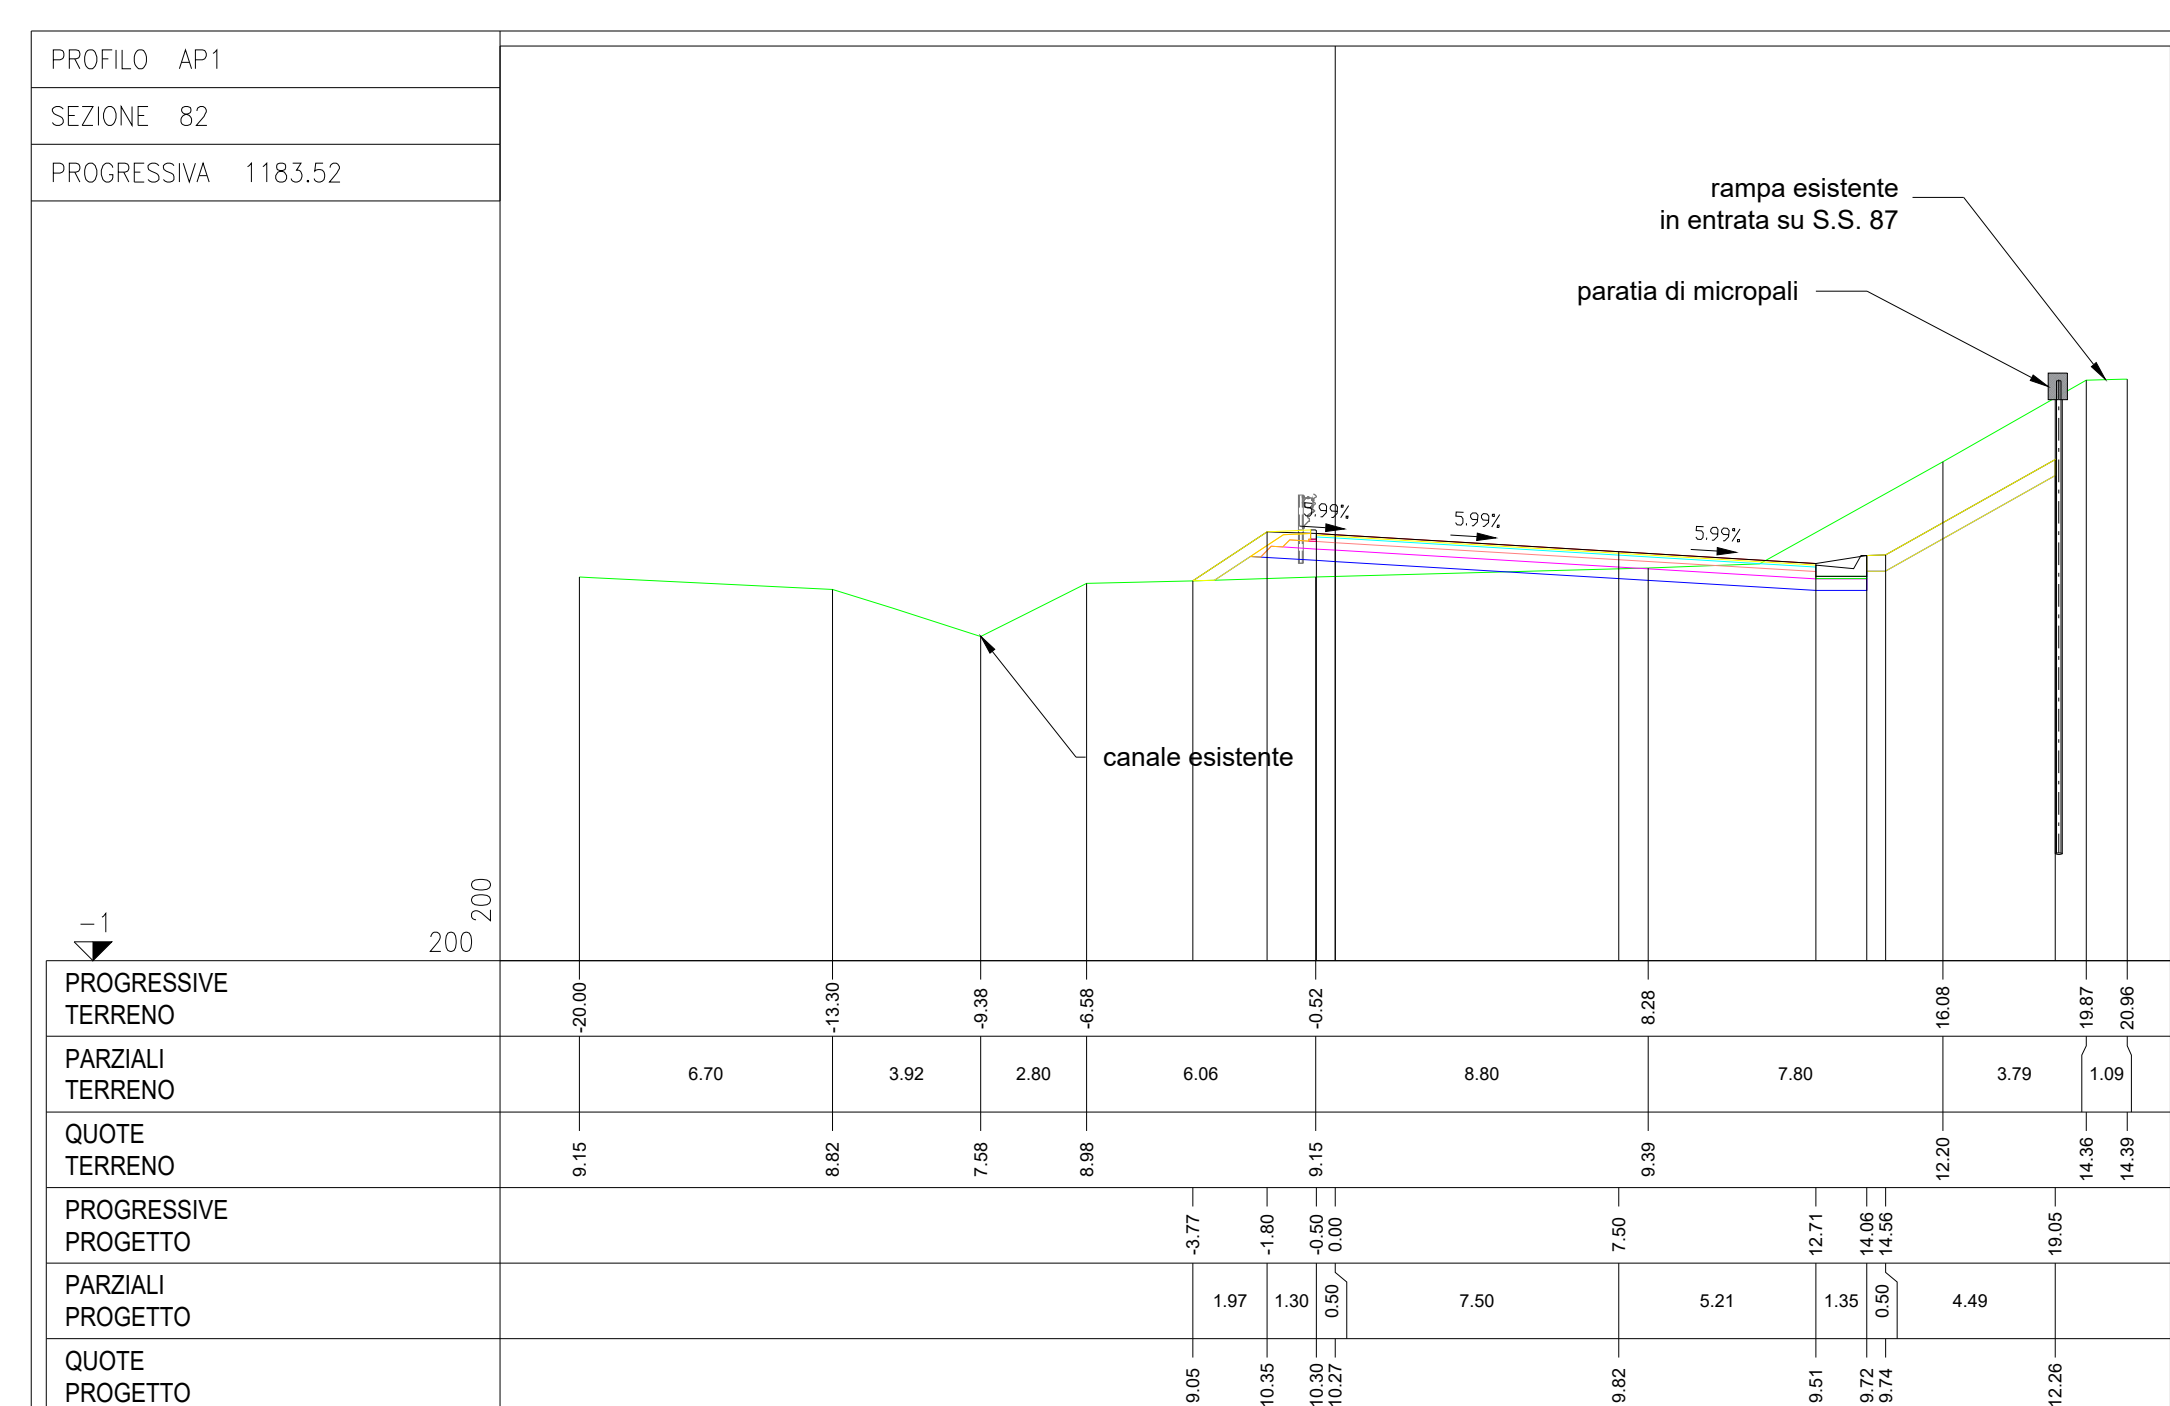 PROFILO AP1
SEZIONE 82
PROGRESSIVA 1183.52
rampa esistente
in entrata su S.S. 87
paratia di micropali
5.99% 5.99% 5.99%
canale esistente
-1
200
200
PROGRESSIVE
TERRENO
-20.00 -13.30 -9.38 -6.58 -0.52 8.28 16.08 19.87 20.96
PARZIALI
TERRENO
6.70 3.92 2.80 6.06 8.80 7.80 3.79 1.09
QUOTE
TERRENO
9.15 8.82 7.58 8.98 9.15 9.39 12.20 14.36 14.39
PROGRESSIVE
PROGETTO
-3.77 -1.80 -0.50 0.00 7.50 12.71 14.06 14.56 19.05
PARZIALI
PROGETTO
1.97 1.30 0.50 7.50 5.21 1.35 0.50 4.49
QUOTE
PROGETTO
9.05 10.35 10.30 10.27 9.82 9.51 9.72 9.74 12.26